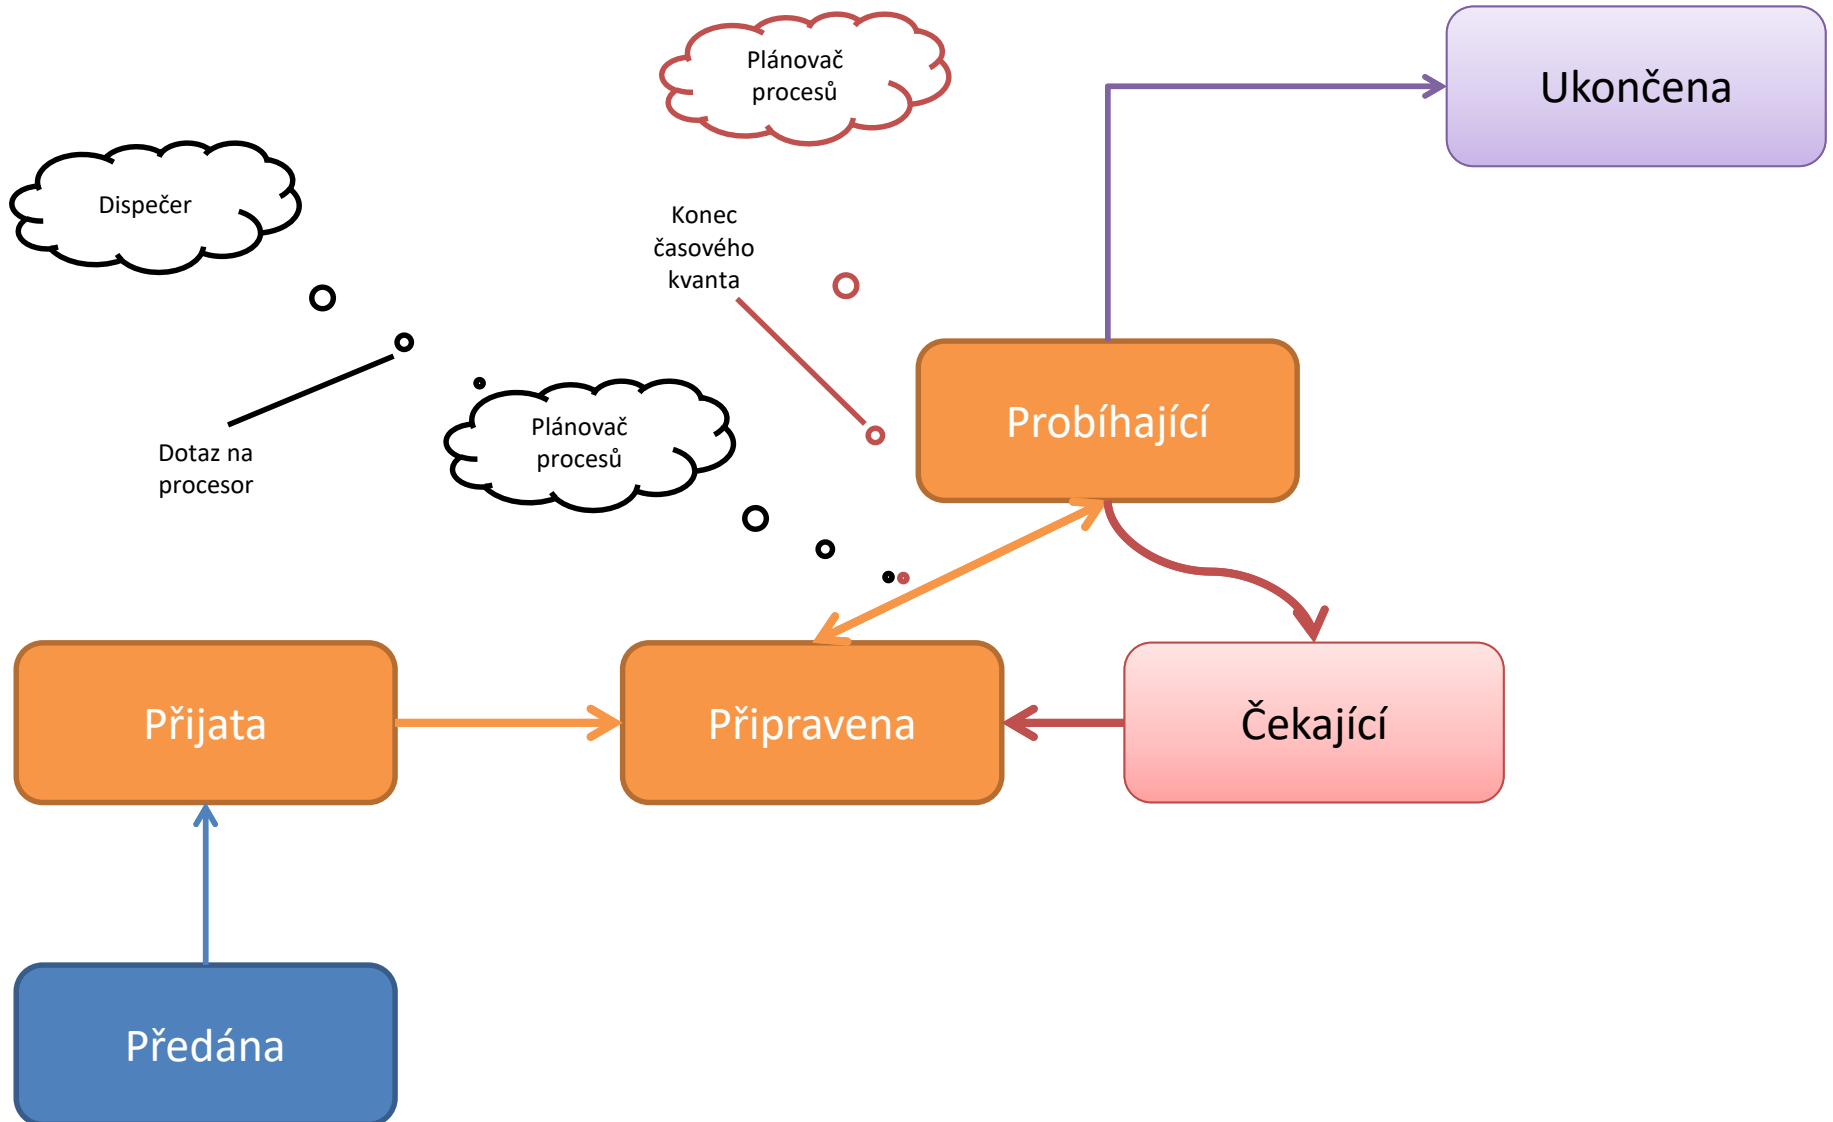 Plánovač
procesů
Ukončena
Dispečer
Konec
časového
kvanta
Probíhající
Plánovač
procesů
Dotaz na
procesor
Přijata
Připravena
Čekající
Předána